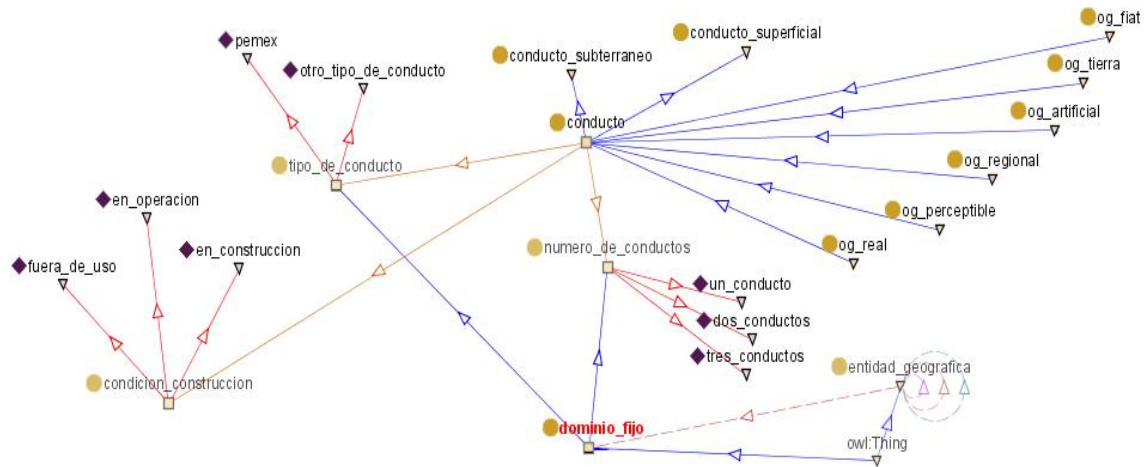 og_fiat
pemex
conducto_superficial
conducto_subterraneo
og_tierra
otro_tipo_de_conducto
og_artificial
conducto
tipo_de_conducto
og_regional
en_operacion
og_perceptible
numero_de_conductos
og_real
en_construccion
fuera_de_uso
un_conducto
dos_conductos
tres_conductos
entidad_geografica
condicion_construccion
dominio_fijo
owl:Thing